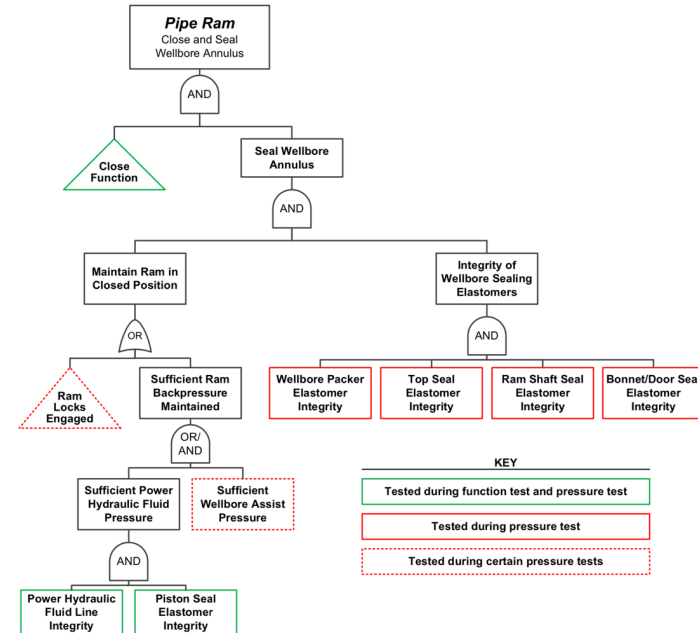 Pipe Ram
Close and Seal
Wellbore Annulus
AND
Close
Function
Seal Wellbore
Annulus
AND
Maintain Ram in
Closed Position
Integrity of
Wellbore Sealing
Elastomers
OR
AND
Ram
Locks
Engaged
Sufficient Ram
Backpressure
Maintained
Wellbore Packer
Elastomer
Integrity
Top Seal
Elastomer
Integrity
Ram Shaft Seal
Elastomer
Integrity
Bonnet/Door Sea
Elastomer
Integrity
OR/
AND
Sufficient Power
Hydraulic Fluid
Pressure
Sufficient
Wellbore Assist
Pressure
KEY
Tested during function test and pressure test
Tested during pressure test
Tested during certain pressure tests
AND
Power Hydraulic
Fluid Line
Integrity
Piston Seal
Elastomer
Integrity